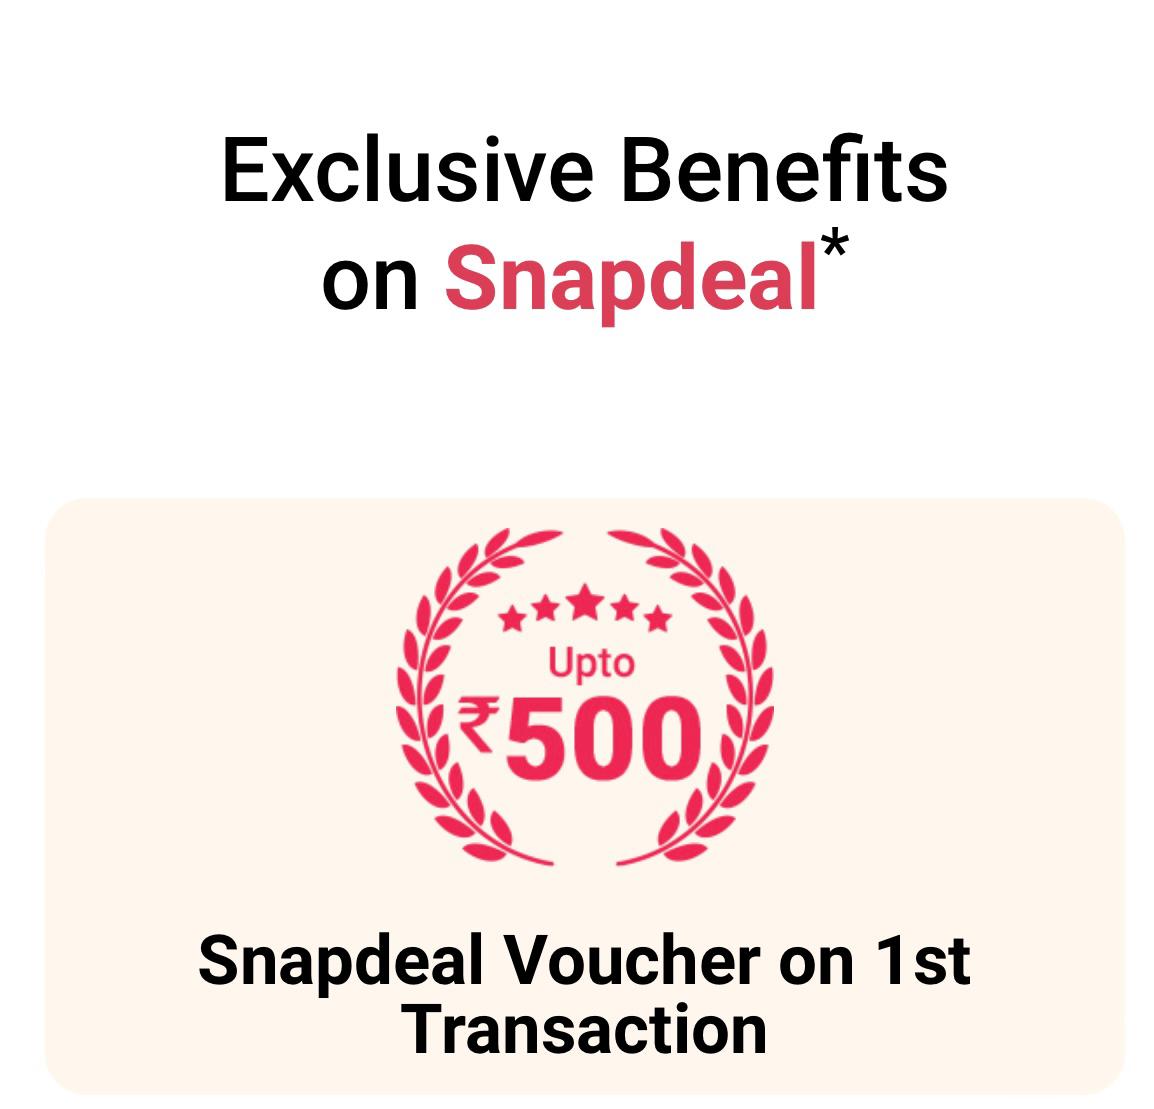 Exclusive Benefits
on Snapdeal*
Upto
₹500
Snapdeal Voucher on 1st
Transaction